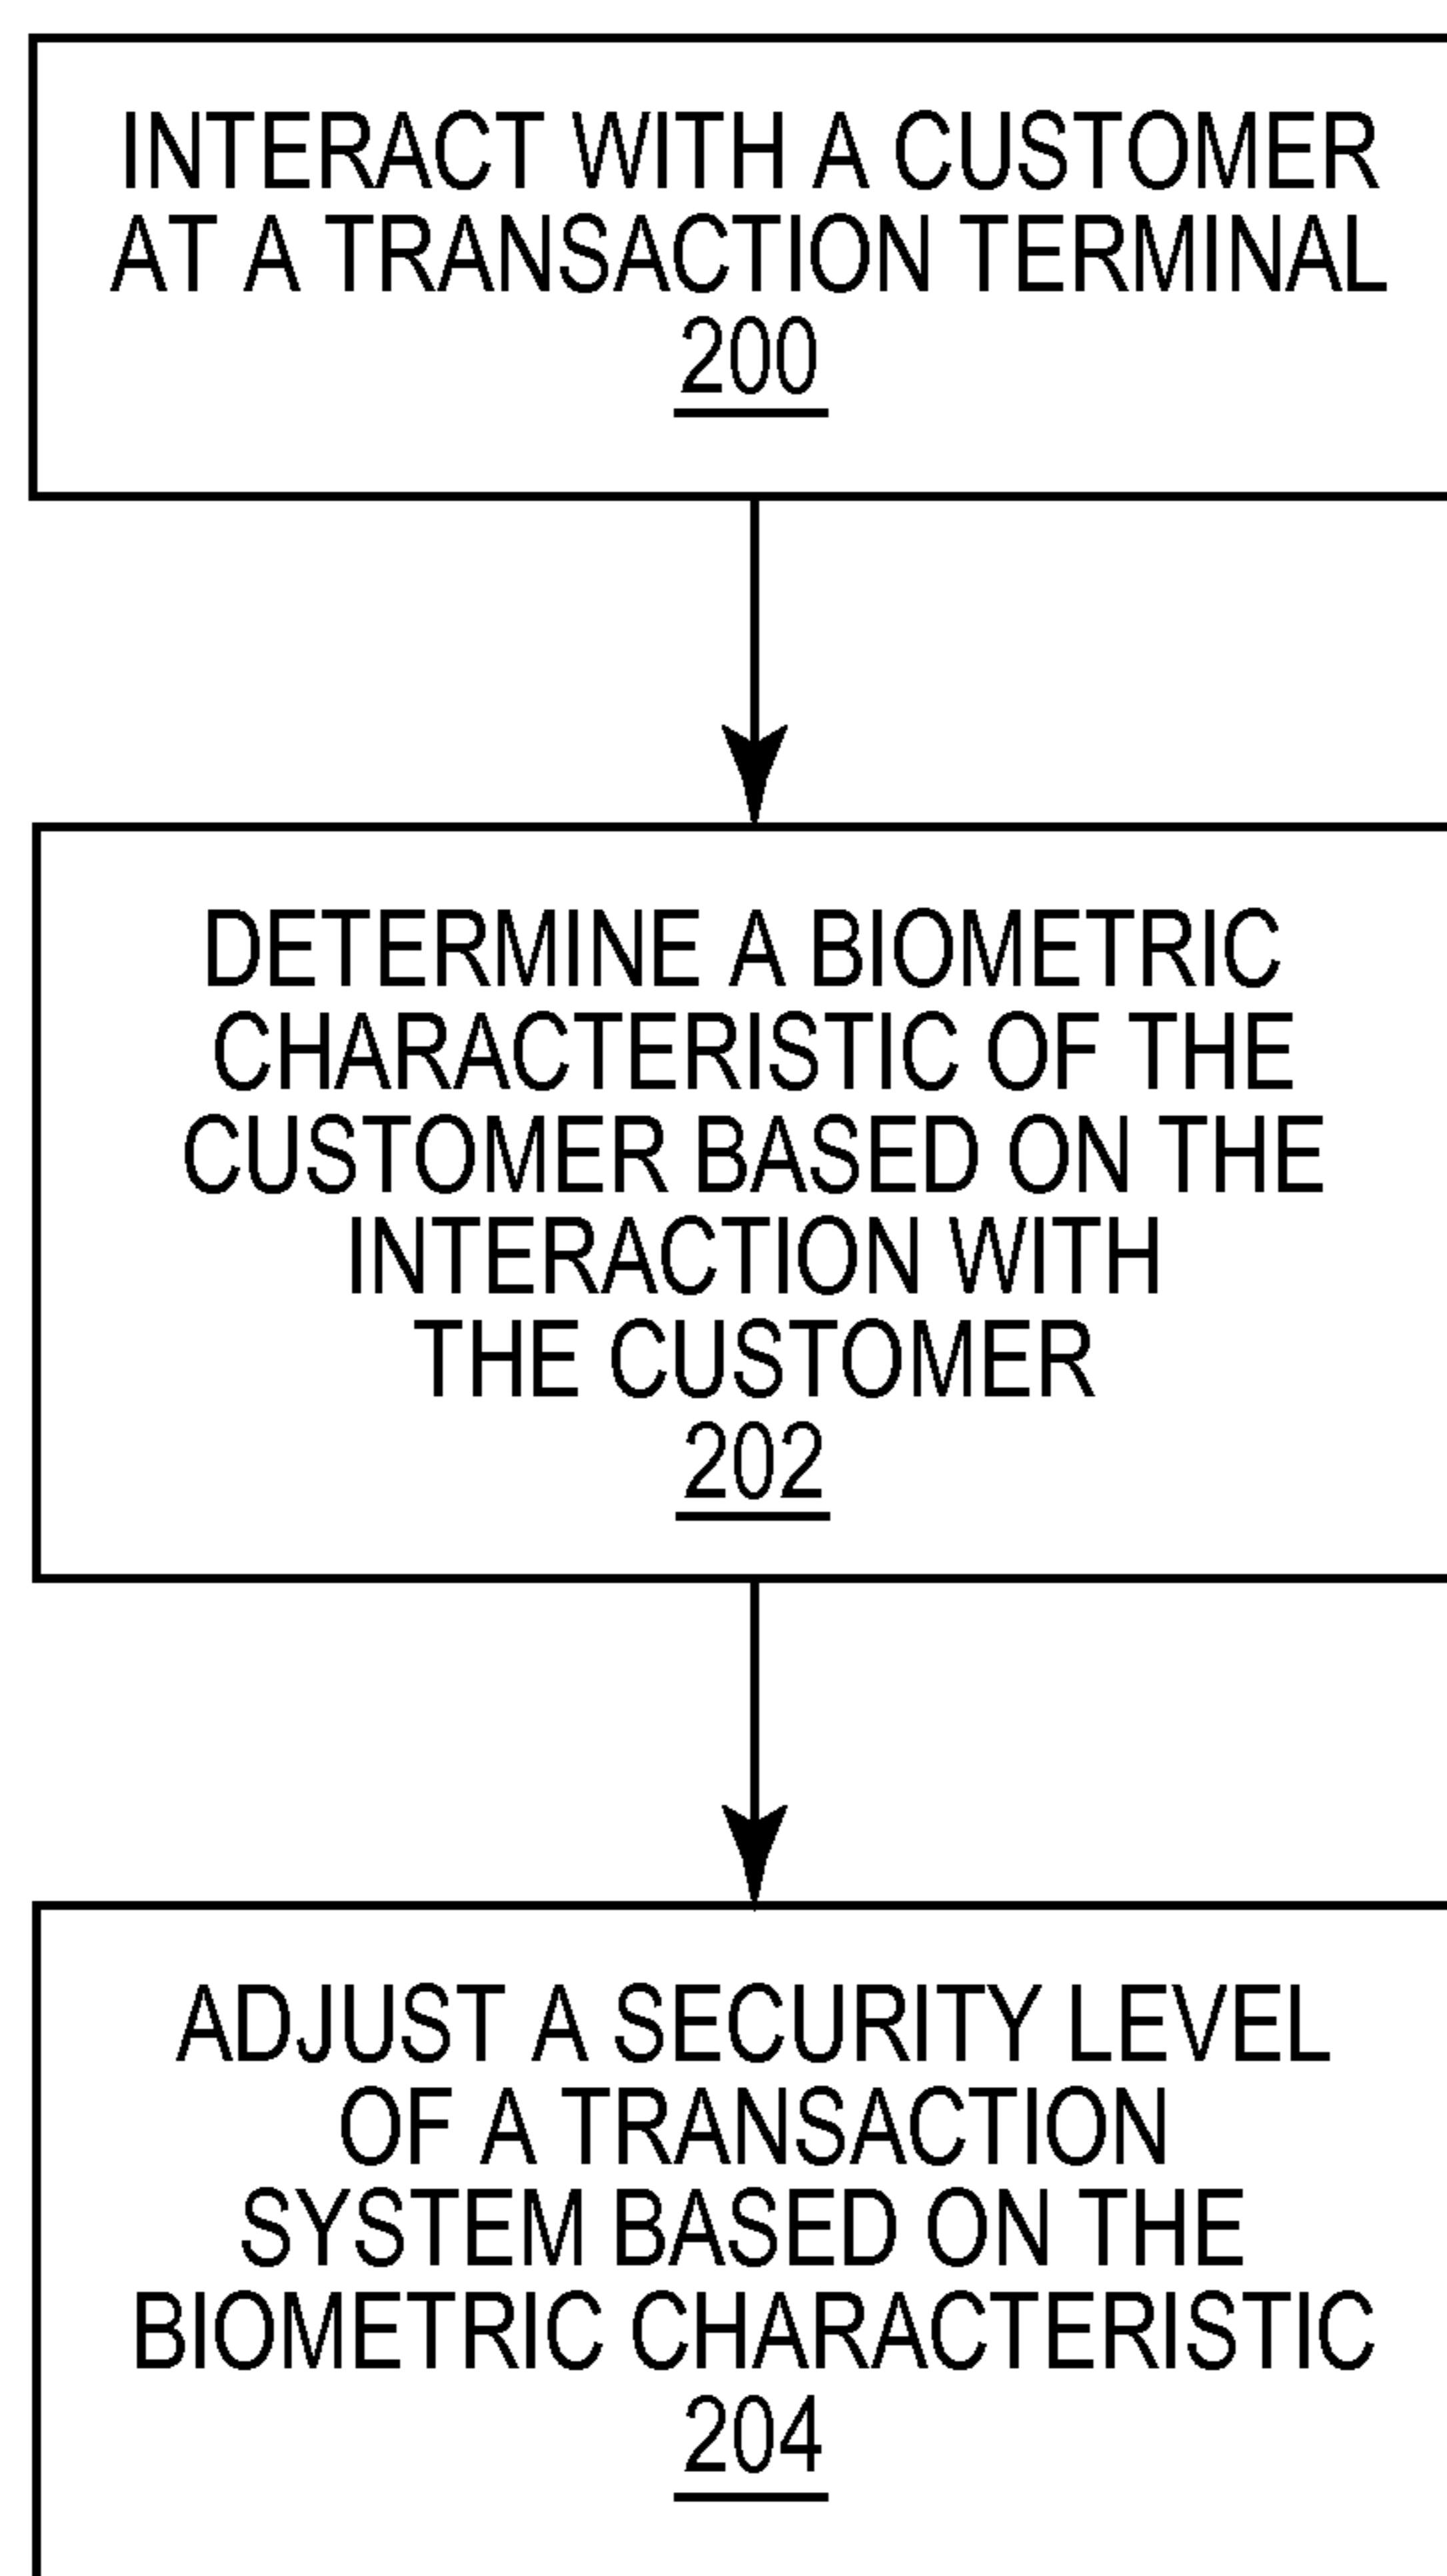 INTERACT WITH A CUSTOMER
AT A TRANSACTION TERMINAL
200
DETERMINE A BIOMETRIC
CHARACTERISTIC OF THE
CUSTOMER BASED ON THE
INTERACTION WITH
THE CUSTOMER
202
ADJUST A SECURITY LEVEL
OF A TRANSACTION
SYSTEM BASED ON THE
BIOMETRIC CHARACTERISTIC
204